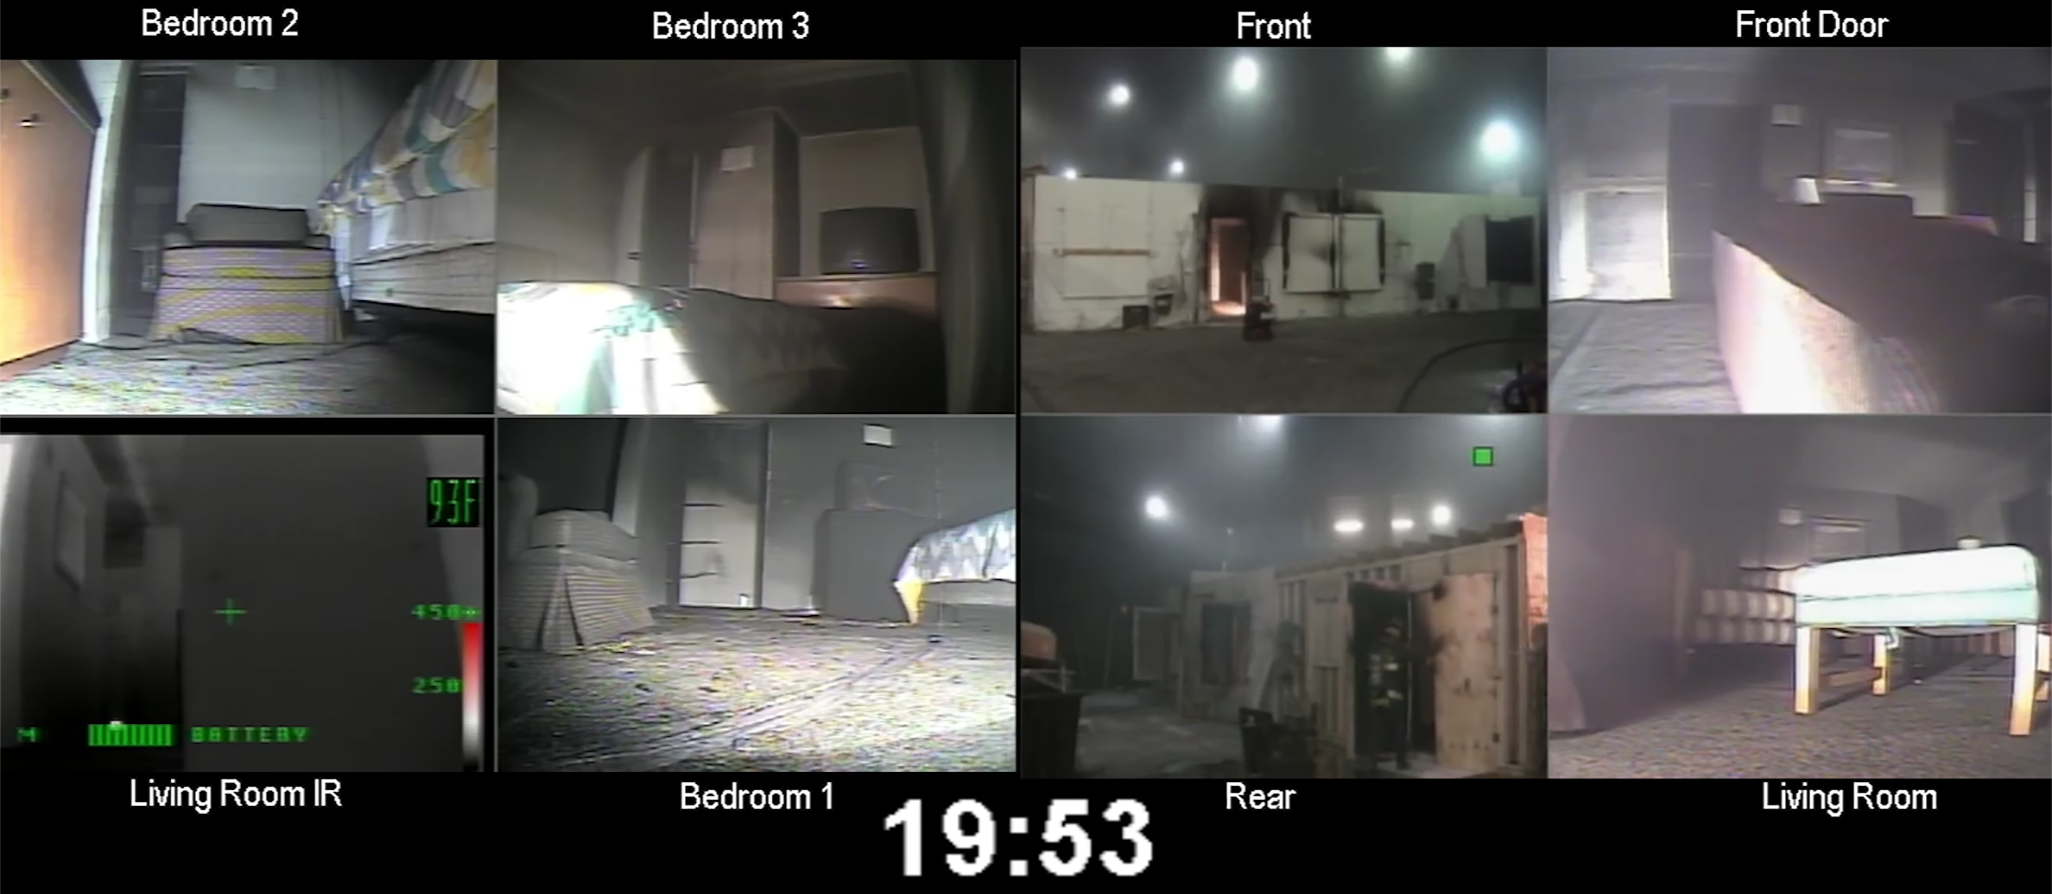 Bedroom 2
Bedroom 3
Front
Front Door
93F
450
250
M
BATTERY
Living Room IR
Bedroom 1
Rear
Living Room
19:53